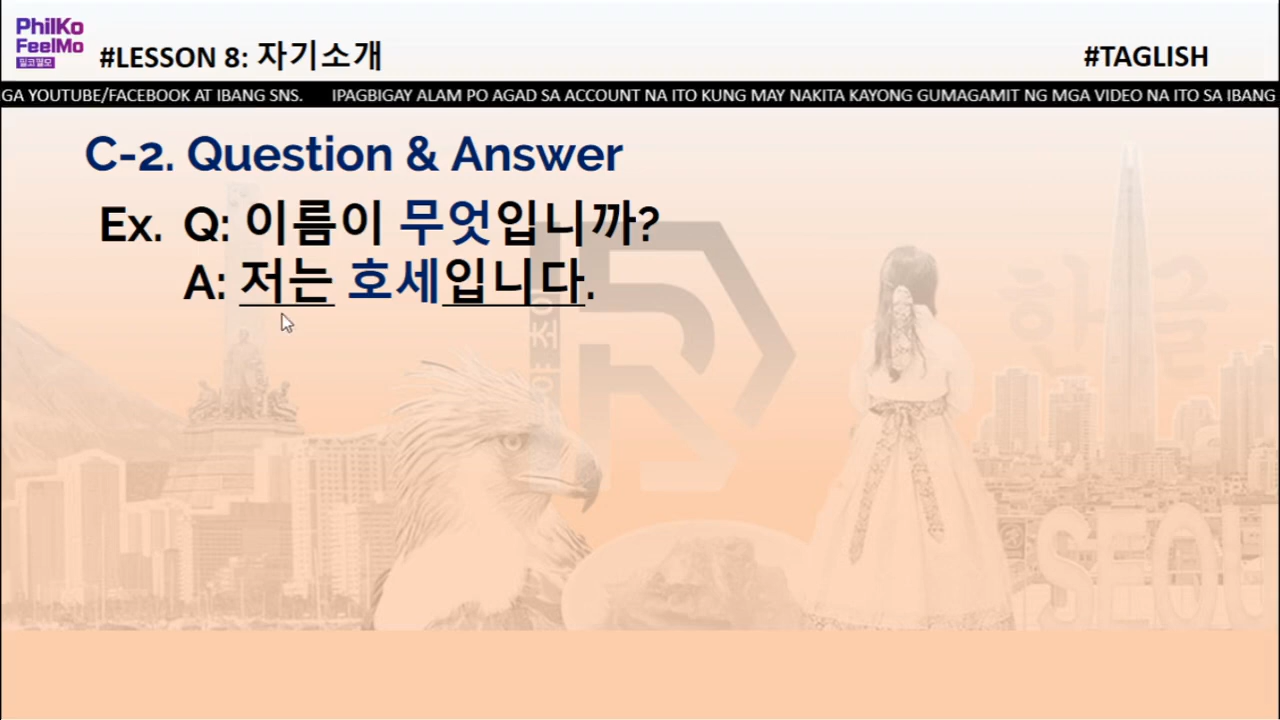 PhilKo
FeelMo
필코필모
#LESSON 8: 자기소개
#TAGLISH
GA YOUTUBE/FACEBOOK AT IBANG SNS. IPAGBIGAY ALAM PO AGAD SA ACCOUNT NA ITO KUNG MAY NAKITA KAYONG GUMAGAMIT NG MGA VIDEO NA ITO SA IBANG
C-2. Question & Answer
Ex. Q: 이름이 무엇입니까?
A: 저는 호세입니다.
한글
SEOUL